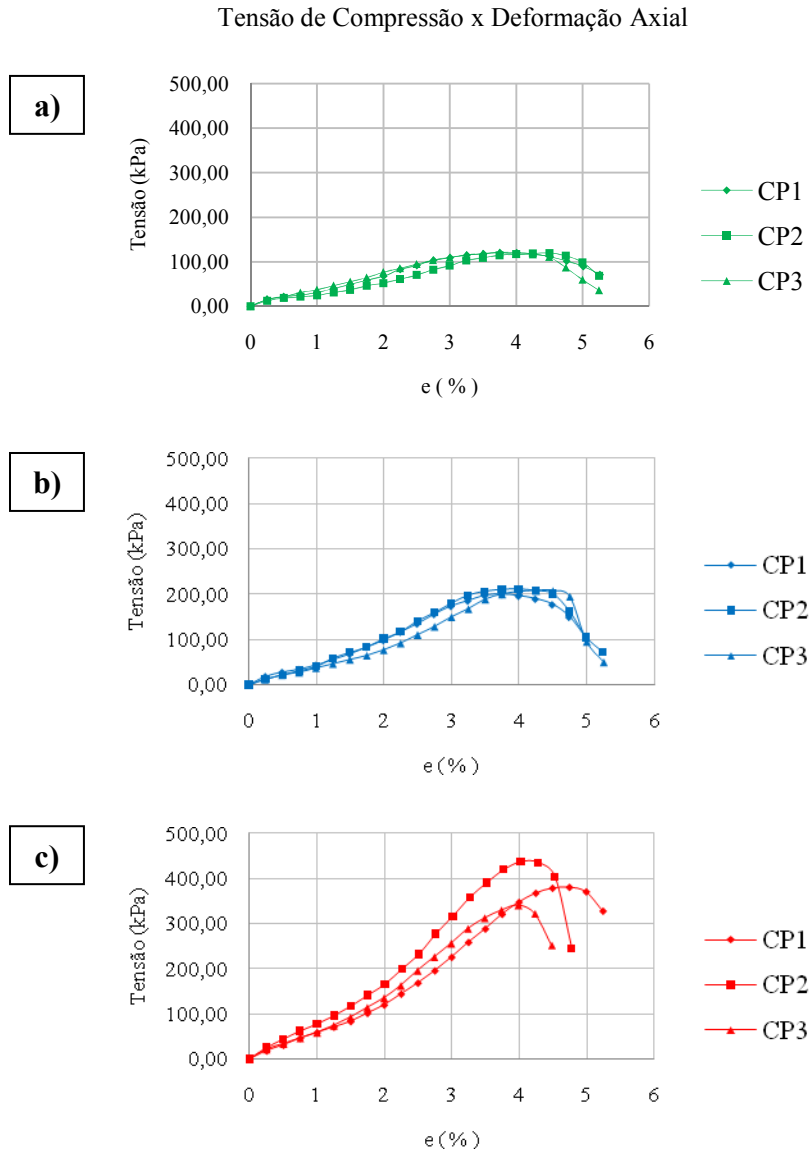 Tensão de Compressão x Deformação Axial
a)
500,00
400,00
300,00
200,00
100,00
0,00
Tensão (kPa)
0 1 2 3 4 5 6
e ( % )
CP1
CP2
CP3
b)
500,00
400,00
300,00
200,00
100,00
0,00
Tensão (kPa)
0 1 2 3 4 5 6
e (%)
CP1
CP2
CP3
c)
500,00
400,00
300,00
200,00
100,00
0,00
Tensão (kPa)
0 1 2 3 4 5 6
e (%)
CP1
CP2
CP3